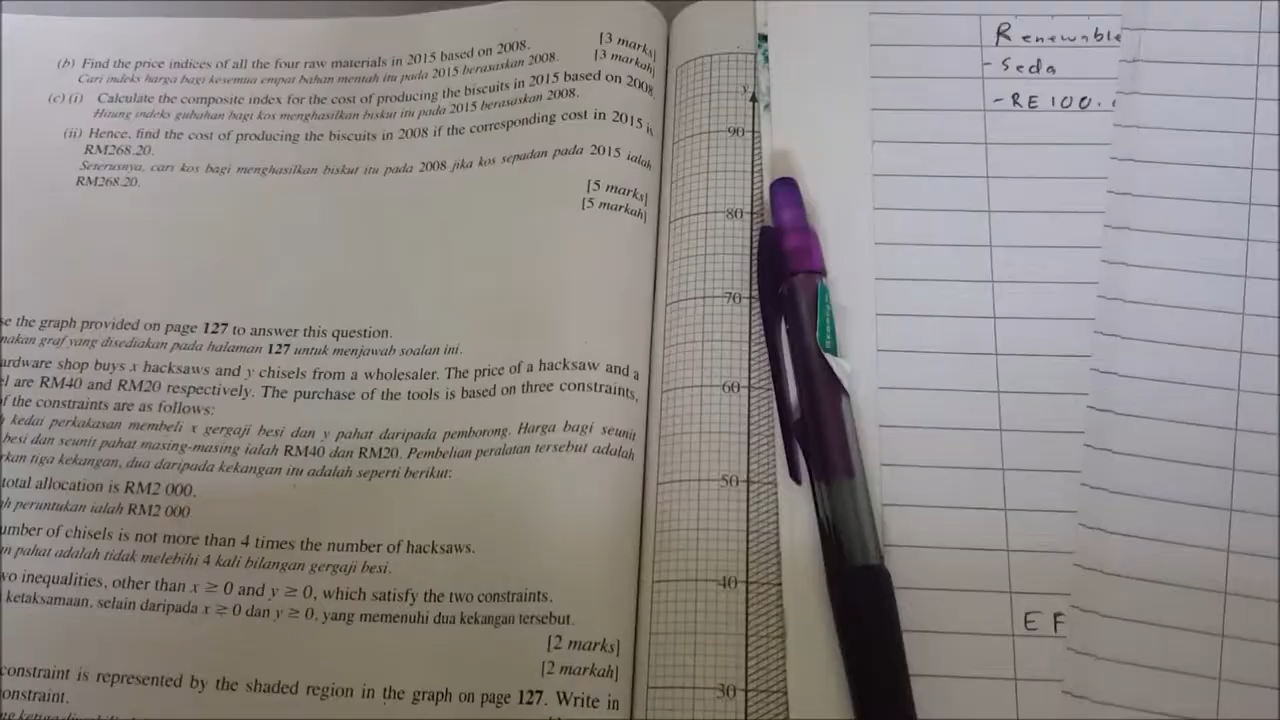 (b) Find the price indices of all the four raw materials in 2015 based on 2008.
[3 marks]
Cari indeks harga bagi kesemua empat bahan mentah itu pada 2015 berasaskan 2008.
[3 markah]
(c) (i) Calculate the composite index for the cost of producing the biscuits in 2015 based on 2008.
Hitung indeks gubahan bagi kos menghasilkan biskut itu pada 2015 berasaskan 2008.
(ii) Hence, find the cost of producing the biscuits in 2008 if the corresponding cost in 2015 is
RM268.20.
Seterusnya, cari kos bagi menghasilkan biskut itu pada 2008 jika kos sepadan pada 2015 ialah
RM268.20.
[5 marks]
[5 markah]
the graph provided on page 127 to answer this question.
graf yang disediakan pada halaman 127 untuk menjawab soalan ini.
shop buys x hacksaws and y chisels from a wholesaler. The price of a hacksaw and a
are RM40 and RM20 respectively. The purchase of the tools is based on three constraints,
of the constraints are as follows:
kedai perkakasan membeli x gergaji besi dan y pahat daripada pemborong. Harga bagi seunit
besi dan seunit pahat masing-masing ialah RM40 dan RM20. Pembelian peralatan tersebut adalah
tiga kekangan, dua daripada kekangan itu adalah seperti berikut:
total allocation is RM2 000.
peruntukan ialah RM2 000
umber of chisels is not more than 4 times the number of hacksaws.
pahat adalah tidak melebihi 4 kali bilangan gergaji besi.
wo inequalities, other than x ≥ 0 and y ≥ 0, which satisfy the two constraints.
ketaksamaan, selain daripada x ≥ 0 dan y ≥ 0, yang memenuhi dua kekangan tersebut.
[2 marks]
[2 markah]
constraint is represented by the shaded region in the graph on page 127. Write in
onstraint.
y
90
80
70
60
50
40
30
Renewable
- Seda
- RE100.
E F